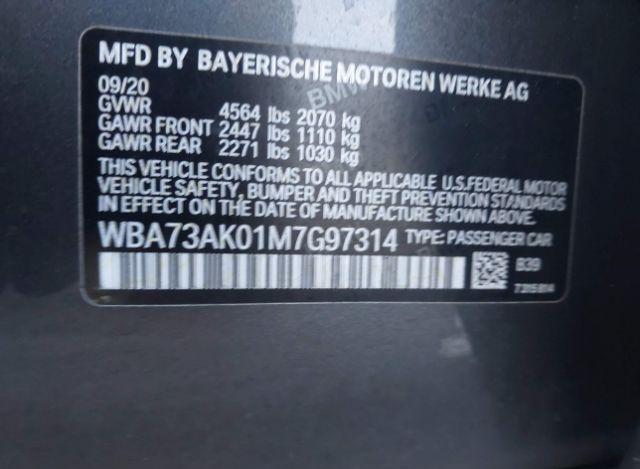 MFD BY BAYERISCHE MOTOREN WERKE AG
09/20
GVWR 4564 lbs 2070 kg
GAWR FRONT 2447 lbs 1110 kg
GAWR REAR 2271 lbs 1030 kg
THIS VEHICLE CONFORMS TO ALL APPLICABLE U.S.FEDERAL MOTOR
VEHICLE SAFETY, BUMPER AND THEFT PREVENTION STANDARDS
IN EFFECT ON THE DATE OF MANUFACTURE SHOWN ABOVE.
WBA73AK01M7G97314 TYPE: PASSENGER CAR
B39
7315814
BMW